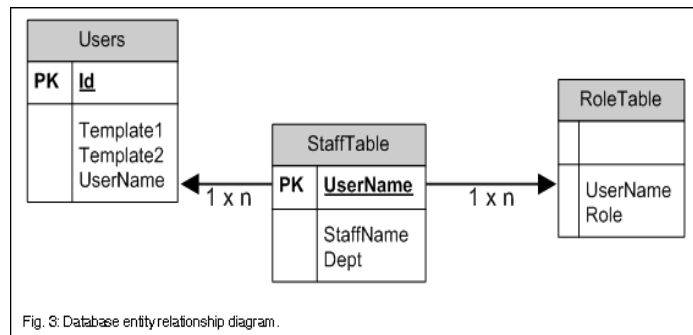 Users
PK Id
Template1
Template2
UserName
1 x n
StaffTable
PK UserName
StaffName
Dept
1 x n
RoleTable
UserName
Role
Fig. 3: Database entity relationship diagram.